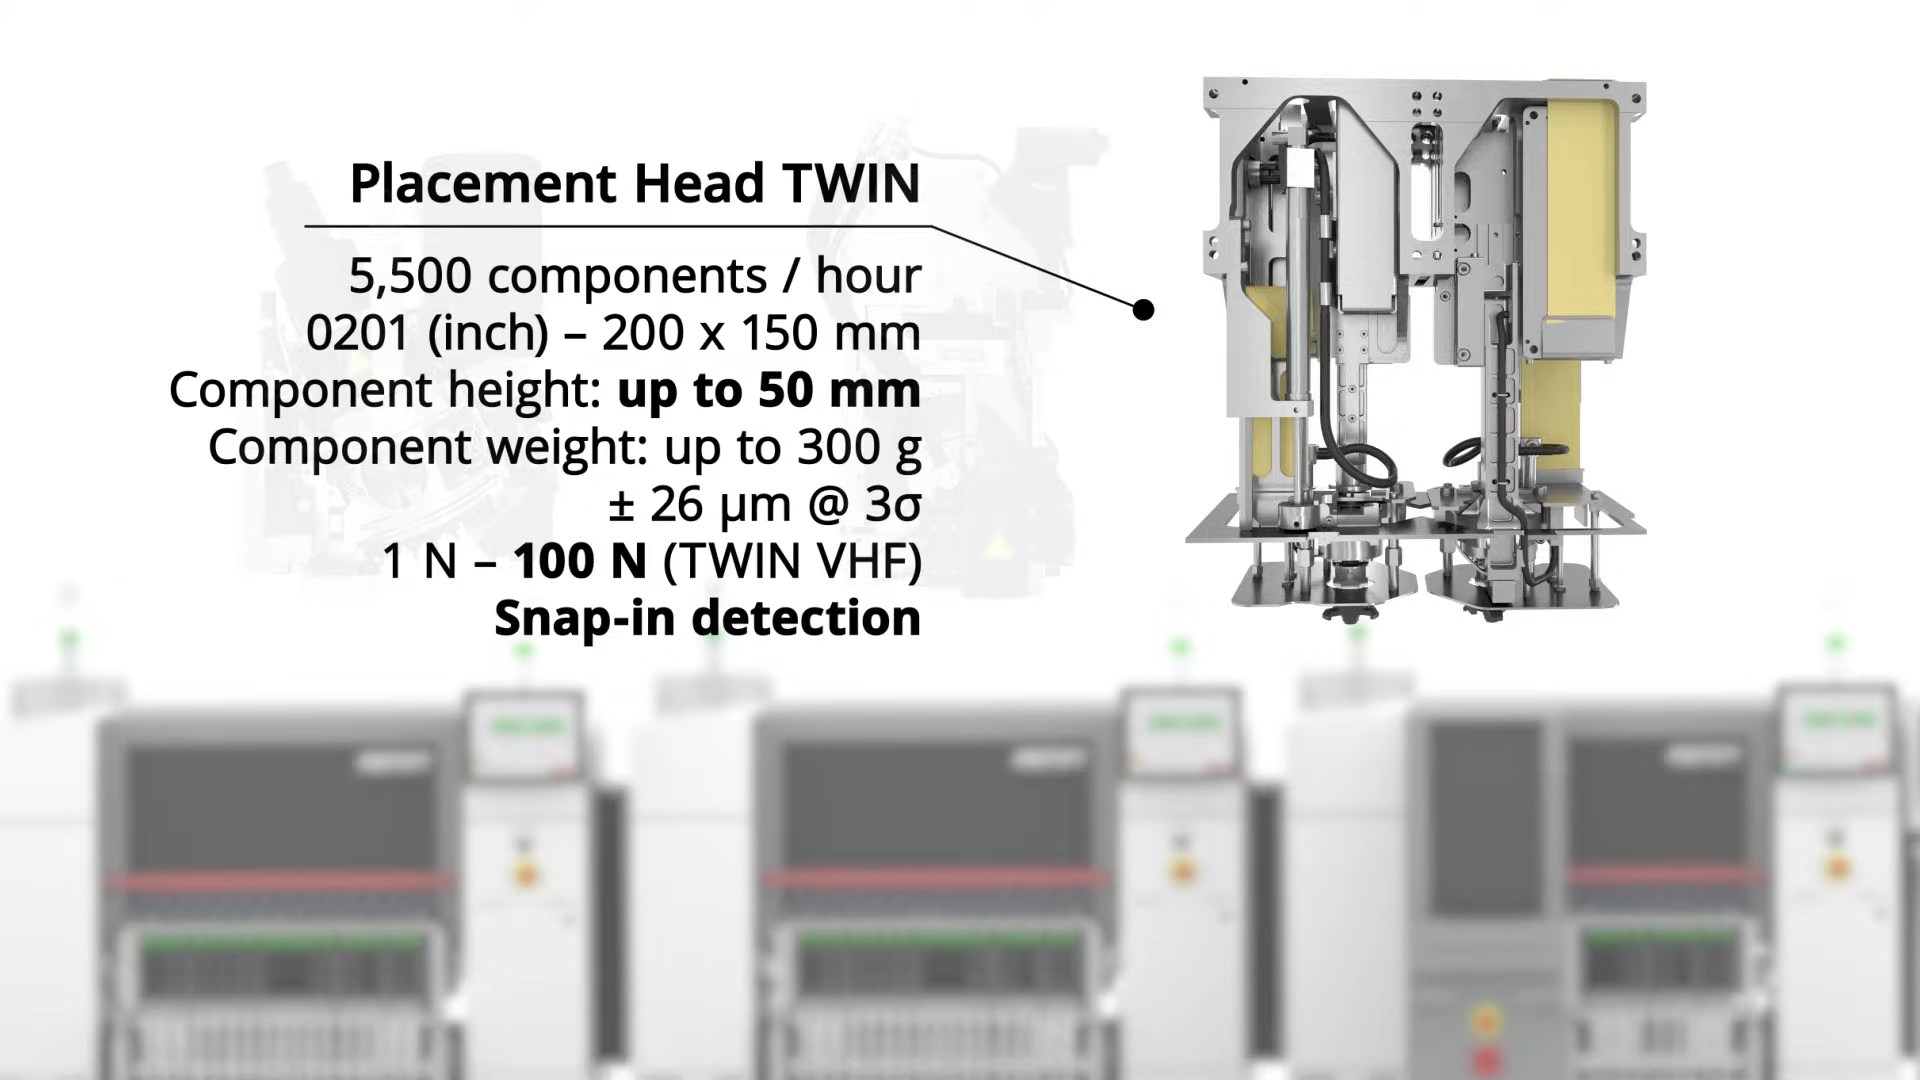 Placement Head TWIN
5,500 components / hour
0201 (inch) – 200 x 150 mm
Component height: up to 50 mm
Component weight: up to 300 g
± 26 µm @ 3σ
1 N – 100 N (TWIN VHF)
Snap-in detection